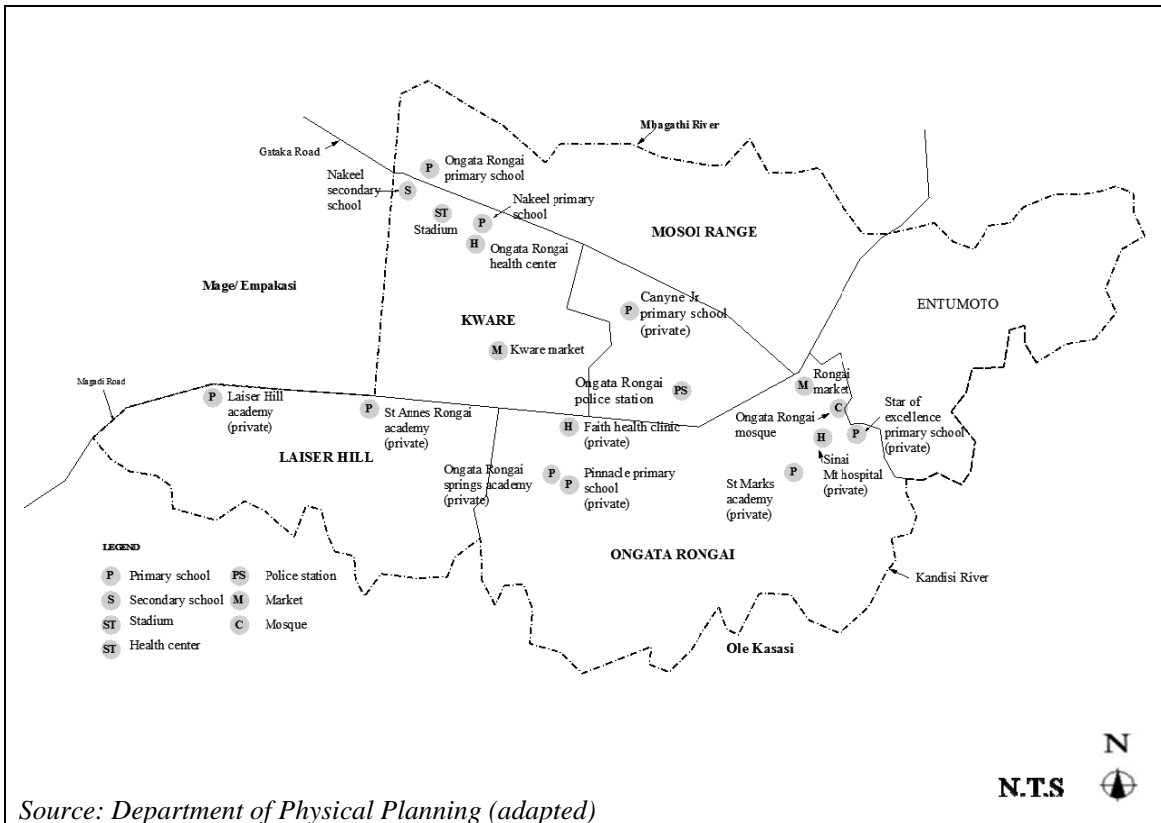 Mbagathi River
Gataka Road
Ongata Rongai
primary school
P
Nakeel
secondary
school
S
Nakeel primary
school
ST
Stadium
P
H
Ongata Rongai
health center
MOSOI RANGE
Mage/ Empakasi
ENTUMOTO
Canyne Jr
primary school
(private)
P
KWARE
M
Kware market
Magadi Road
P
Laiser Hill
academy
(private)
P
St Annes Rongai
academy
(private)
Ongata Rongai
police station
PS
M
Rongai
market
Ongata Rongai
mosque
C
Star of
excellence
primary school
(private)
P
H
Faith health clinic
(private)
H
Sinai
Mt hospital
(private)
LAISER HILL
Ongata Rongai
springs academy
(private)
P
P
Pinnacle primary
school
(private)
St Marks
academy
(private)
P
ONGATA RONGAI
Kandisi River
Ole Kasasi
LEGEND
P Primary school
S Secondary school
ST Stadium
ST Health center
PS Police station
M Market
C Mosque
N
N.T.S
Source: Department of Physical Planning (adapted)